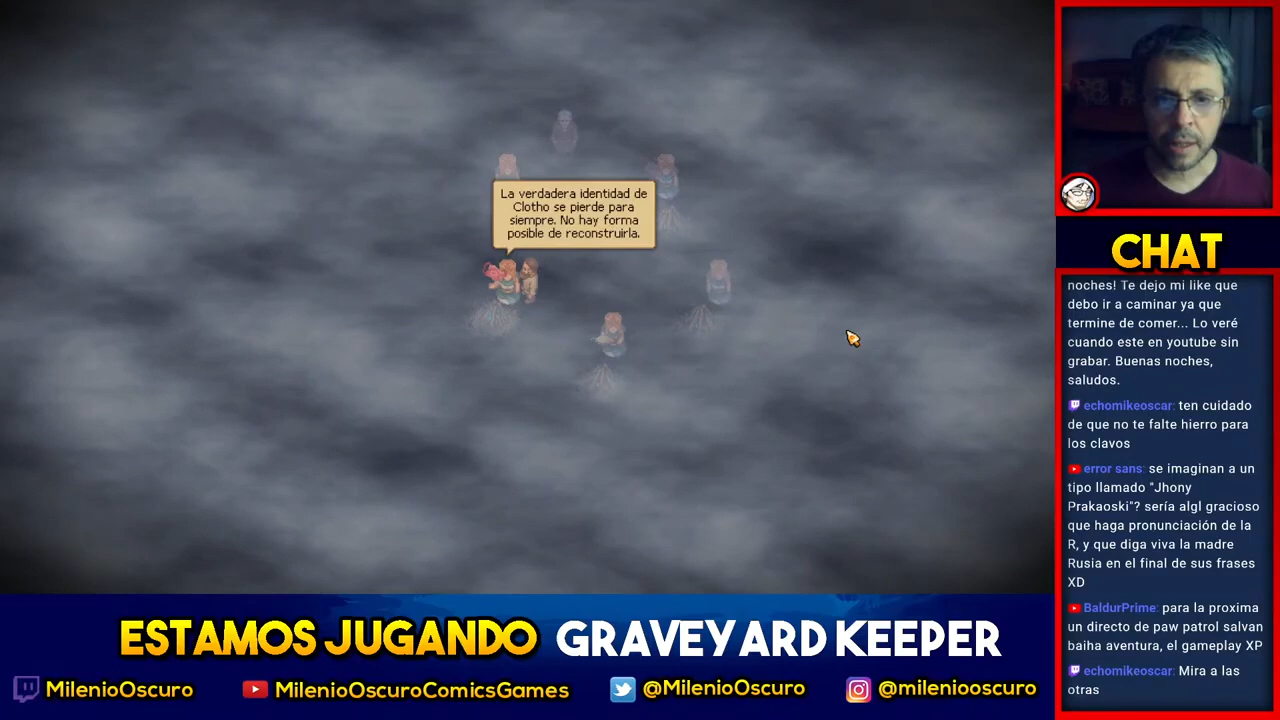 La verdadera identidad de
Clotho se pierde para
siempre. No hay forma
posible de reconstruirla.
CHAT
noches! Te dejo mi like que
debo ir a caminar ya que
termine de comer... Lo veré
cuando este en youtube sin
grabar. Buenas noches,
saludos.
echomikeoscar: ten cuidado
de que no te falte hierro para
los clavos
error sans: se imaginan a un
tipo llamado "Jhony
Prakaoski"? sería algl gracioso
que haga pronunciación de la
R, y que diga viva la madre
Rusia en el final de sus frases
XD
BaldurPrime: para la proxima
un directo de paw patrol salvan
baiha aventura, el gameplay XP
echomikeoscar: Mira a las
otras
ESTAMOS JUGANDO GRAVEYARD KEEPER
MilenioOscuro MilenioOscuroComicsGames @MilenioOscuro @mileniooscuro